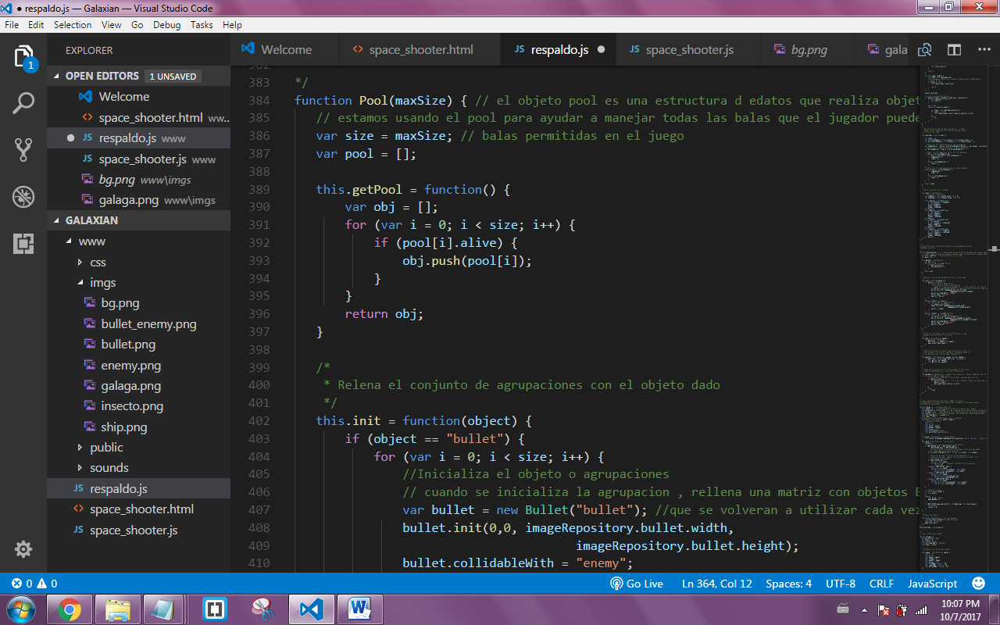 ● respaldo.js — Galaxian — Visual Studio Code
File Edit Selection View Go Debug Tasks Help
EXPLORER
Welcome
space_shooter.html
JS respaldo.js
JS space_shooter.js
bg.png
gala
1
OPEN EDITORS 1 UNSAVED
Welcome
space_shooter.html ww...
JS respaldo.js www
JS space_shooter.js www
bg.png www\imgs
galaga.png www\imgs
GALAXIAN
www
css
imgs
bg.png
bullet_enemy.png
bullet.png
enemy.png
galaga.png
insecto.png
ship.png
public
sounds
JS respaldo.js
space_shooter.html
JS space_shooter.js
382
383 */
384 function Pool(maxSize) { // el objeto pool es una estructura d edatos que realiza objet
385 // estamos usando el pool para ayudar a manejar todas las balas que el jugador puede
386 var size = maxSize; // balas permitidas en el juego
387 var pool = [];
388
389 this.getPool = function() {
390 var obj = [];
391 for (var i = 0; i < size; i++) {
392 if (pool[i].alive) {
393 obj.push(pool[i]);
394 }
395 }
396 return obj;
397 }
398
399 /*
400 * Relena el conjunto de agrupaciones con el objeto dado
401 */
402 this.init = function(object) {
403 if (object == "bullet") {
404 for (var i = 0; i < size; i++) {
405 //Inicializa el objeto o agrupaciones
406 // cuando se inicializa la agrupacion , rellena una matriz con objetos B
407 var bullet = new Bullet("bullet"); //que se volveran a utilizar cada vez
408 bullet.init(0,0, imageRepository.bullet.width,
409 imageRepository.bullet.height);
410 bullet.collidableWith = "enemy";
0 0
Go Live Ln 364, Col 12 Spaces: 4 UTF-8 CRLF JavaScript
10:07 PM
10/7/2017